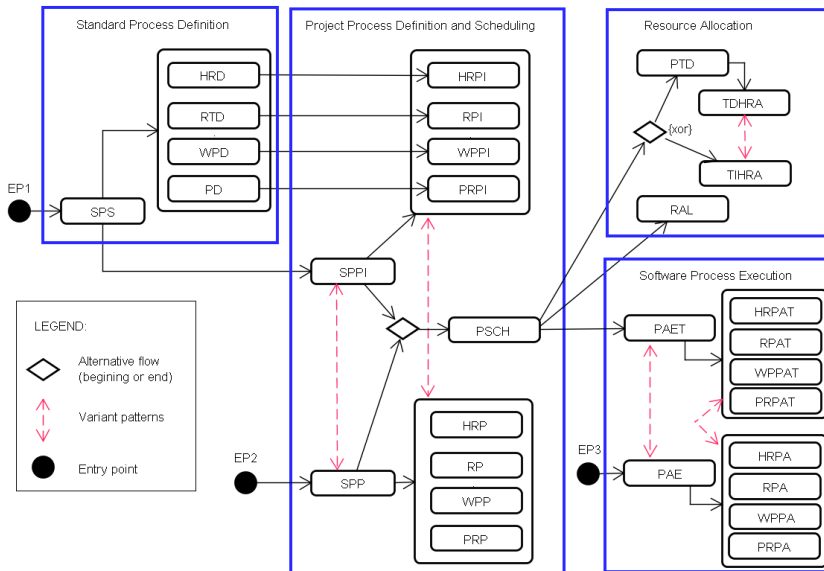 Standard Process Definition
HRD
RTD
WPD
PD
EP1
SPS
Project Process Definition and Scheduling
HRPI
RPI
WPPI
PRPI
SPPI
PSCH
EP2
SPP
HRP
RP
WPP
PRP
Resource Allocation
PTD
TDHRA
{xor}
TIHRA
RAL
Software Process Execution
PAET
HRPAT
RPAT
WPPAT
PRPAT
EP3
PAE
HRPA
RPA
WPPA
PRPA
LEGEND:
Alternative flow
(begining or end)
Variant patterns
Entry point